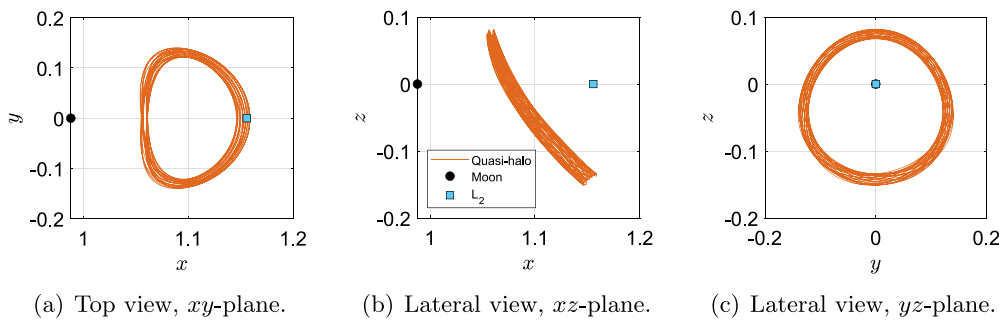 0.2
0.1
0
-0.1
-0.2
y
1
1.1
1.2
x
0.1
0
-0.1
-0.2
z
1
1.1
1.2
x
Quasi-halo
Moon
L2
0.1
0
-0.1
-0.2
z
-0.2
0
0.2
y
(a) Top view, xy-plane.
(b) Lateral view, xz-plane.
(c) Lateral view, yz-plane.